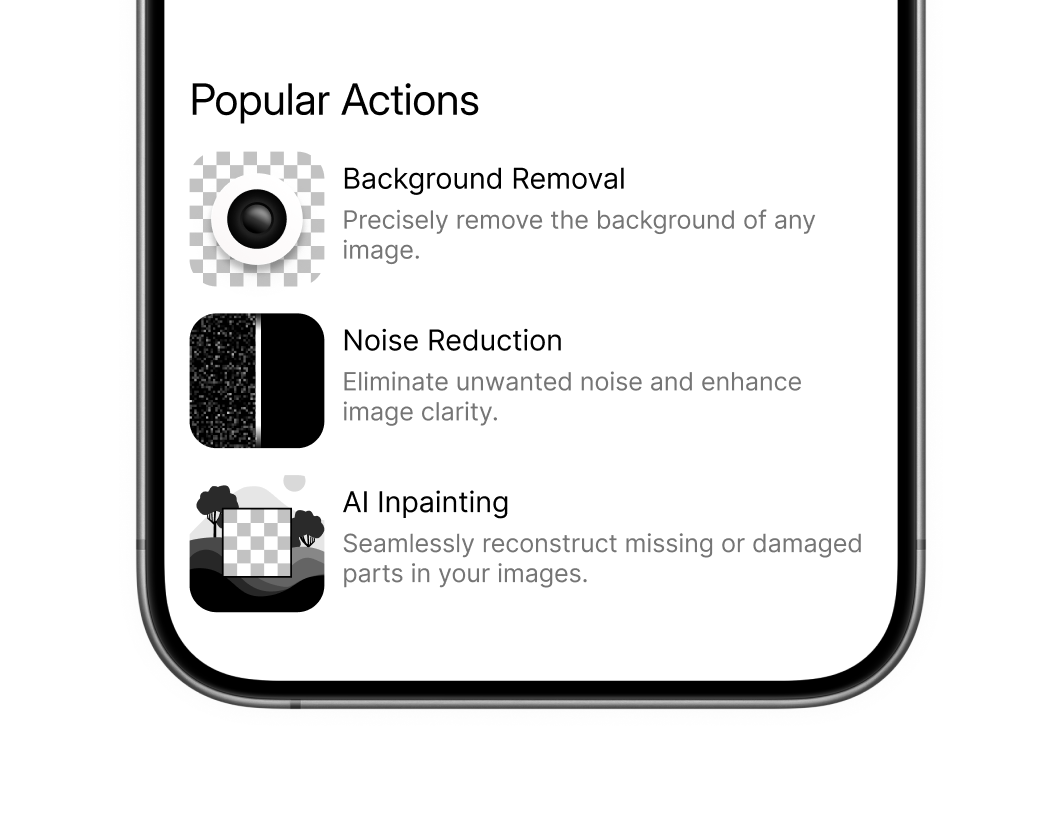 Popular Actions
Background Removal
Precisely remove the background of any
image.
Noise Reduction
Eliminate unwanted noise and enhance
image clarity.
AI Inpainting
Seamlessly reconstruct missing or damaged
parts in your images.